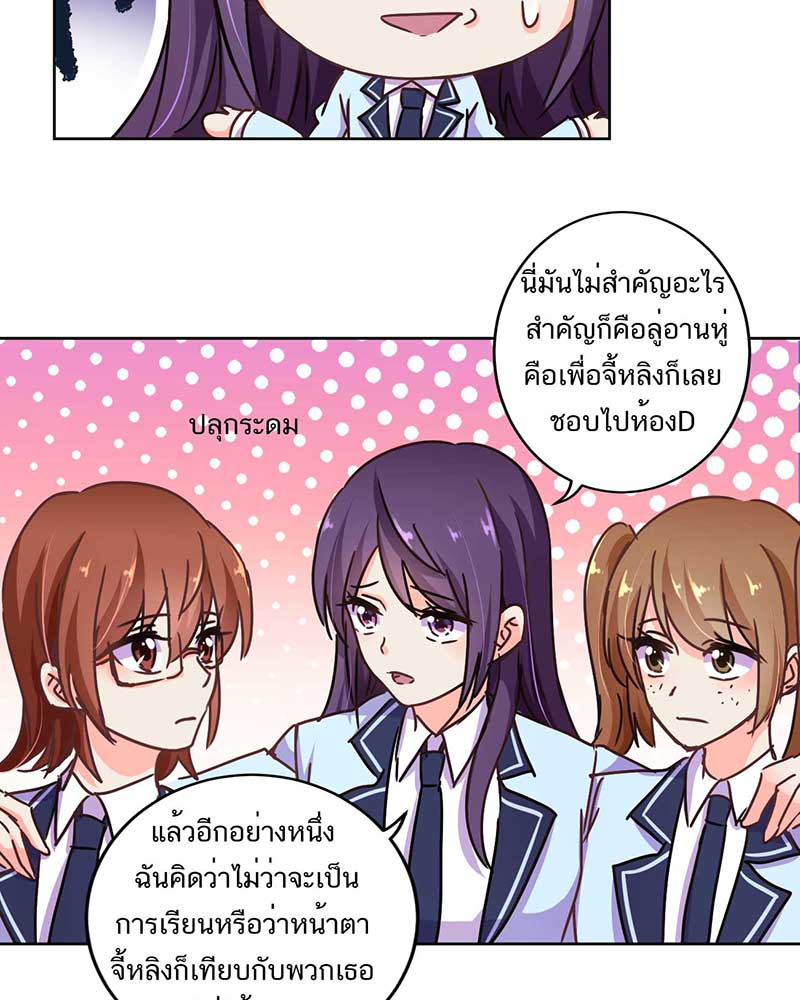 นี่มันไม่สำคัญอะไร
สำคัญก็คือลู่อานหู่
คือเพื่อจี้หลิงก็เลย
ชอบไปห้องD
ปลุกระดม
แล้วอีกอย่างหนึ่ง
ฉันคิดว่าไม่ว่าจะเป็น
การเรียนหรือว่าหน้าตา
จี้หลิงก็เทียบกับพวกเธอ